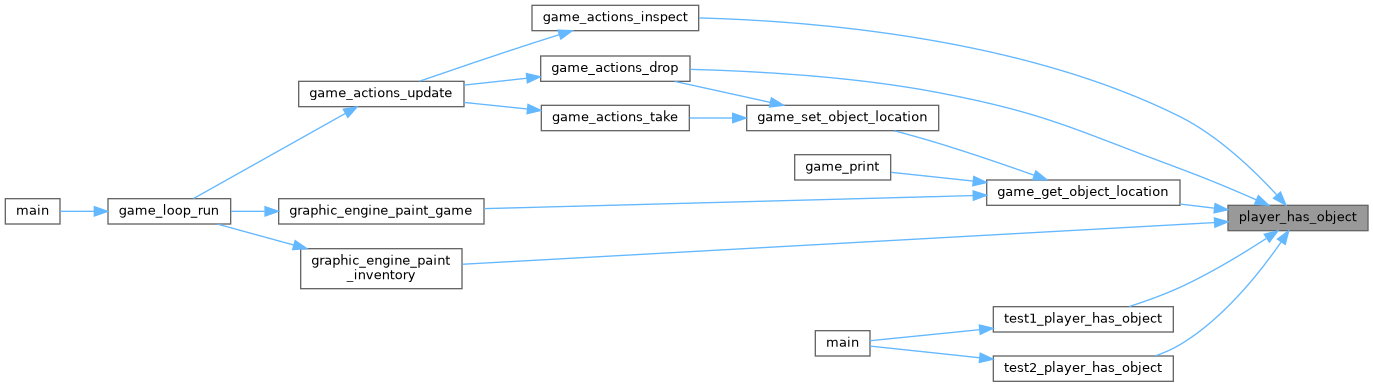 game_actions_inspect
game_actions_drop
game_actions_update
game_actions_take
game_set_object_location
game_print
game_get_object_location
main
game_loop_run
graphic_engine_paint_game
player_has_object
graphic_engine_paint
_inventory
test1_player_has_object
main
test2_player_has_object